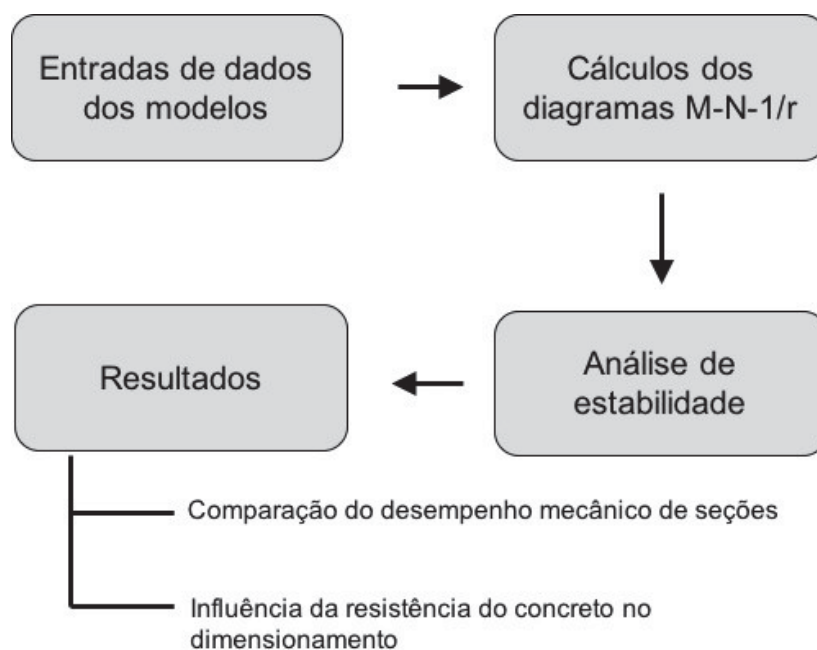 Entradas de dados
dos modelos
Cálculos dos
diagramas M-N-1/r
Análise de
estabilidade
Resultados
Comparação do desempenho mecânico de seções
Influência da resistência do concreto no
dimensionamento